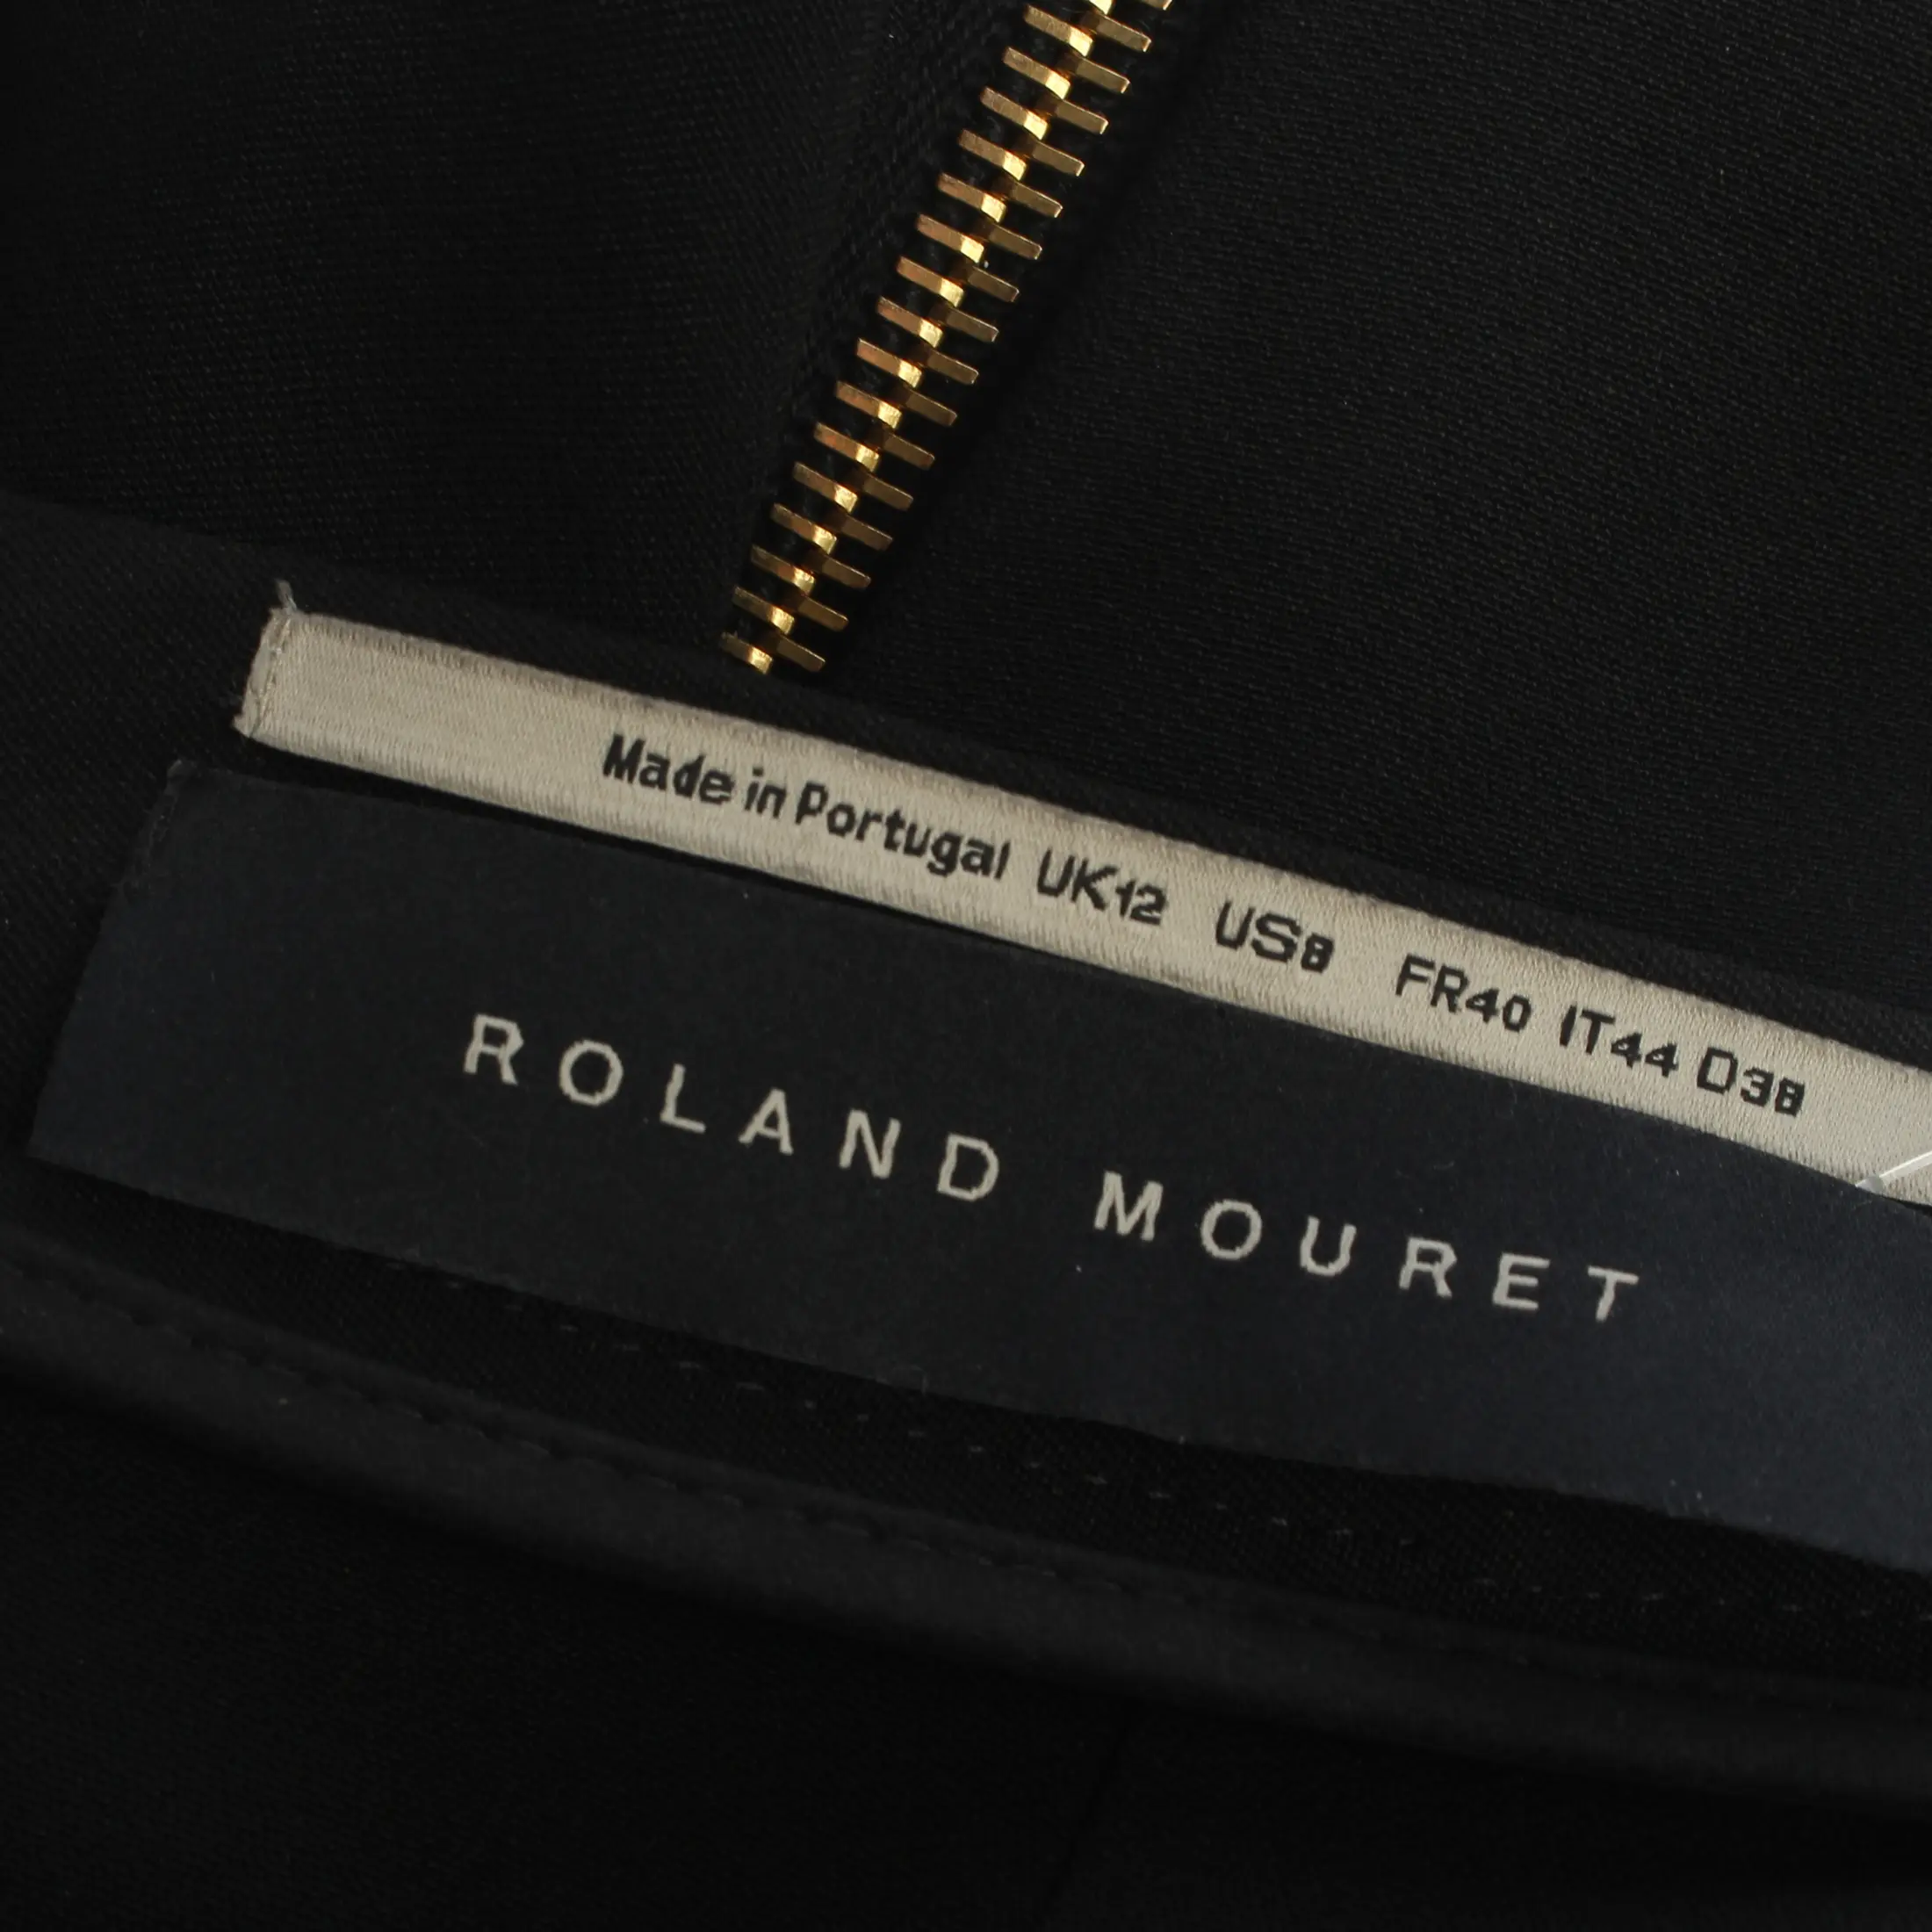 Made in Portugal UK12 US8 FR40 IT44 D38
ROLAND MOURET